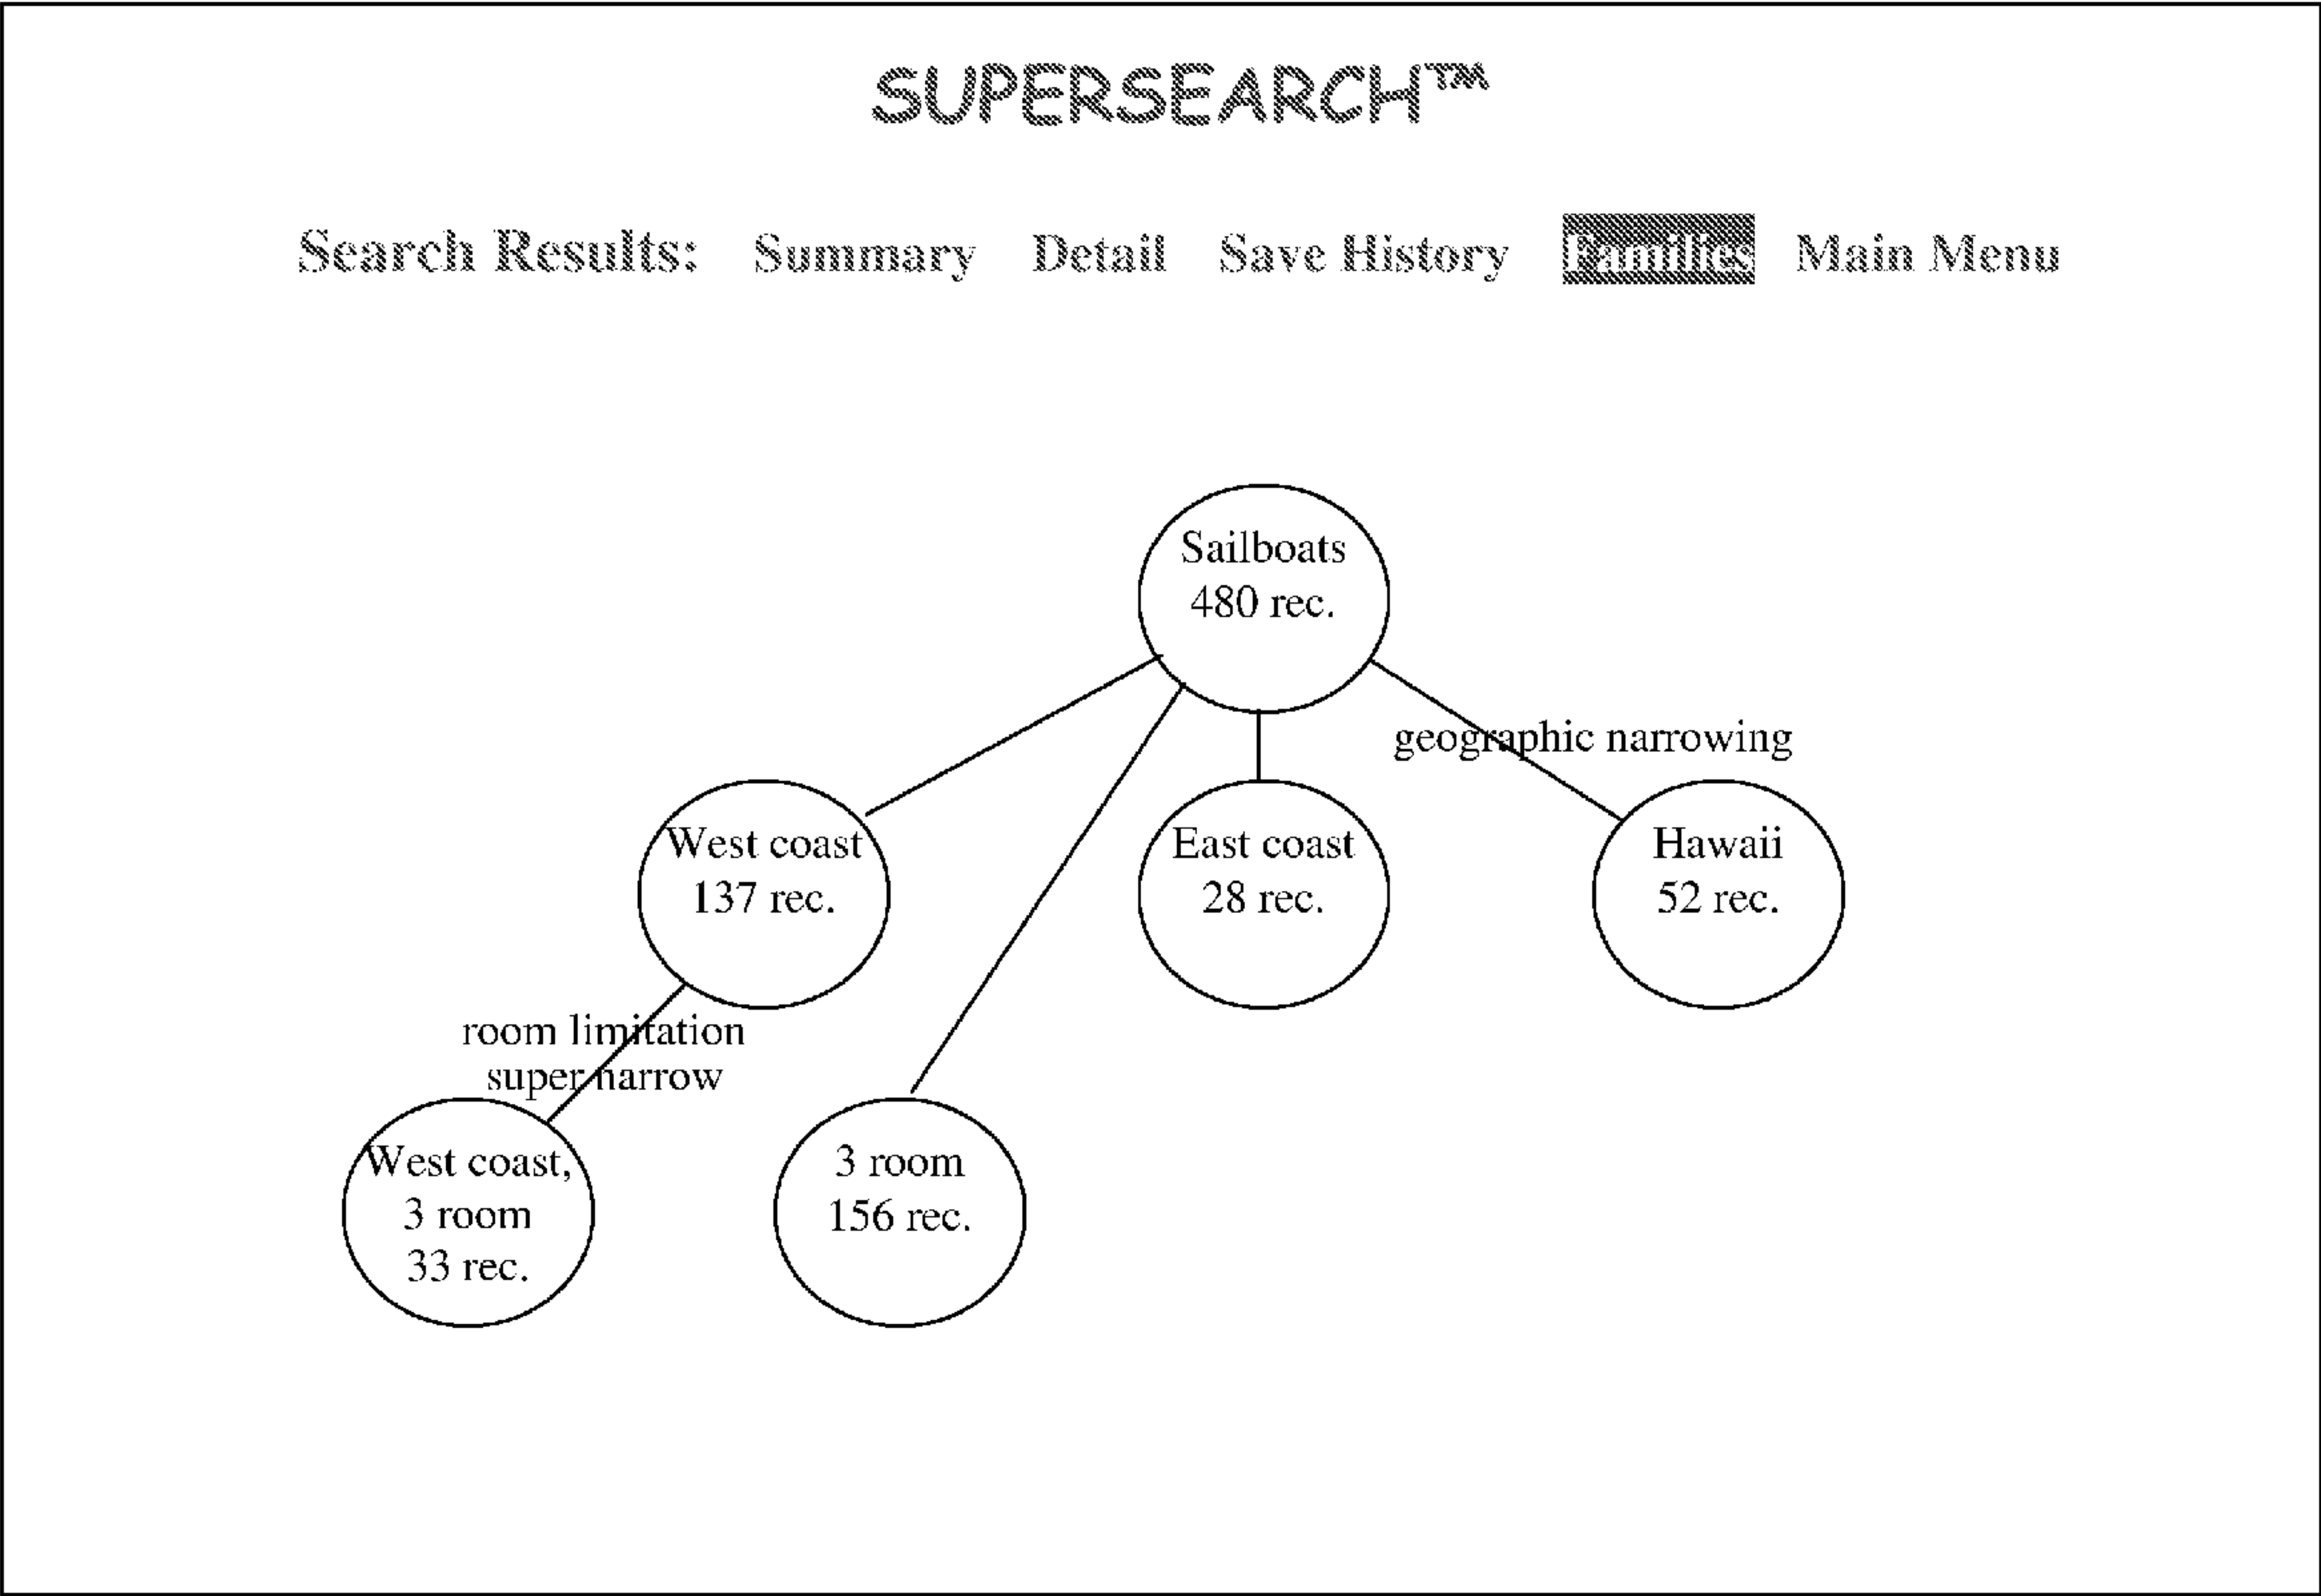 SUPERSEARCH™
Search Results: Summary Detail Save History Families Main Menu
Sailboats
480 rec.
geographic narrowing
West coast
137 rec.
East coast
28 rec.
Hawaii
52 rec.
room limitation
super narrow
West coast,
3 room
33 rec.
3 room
156 rec.